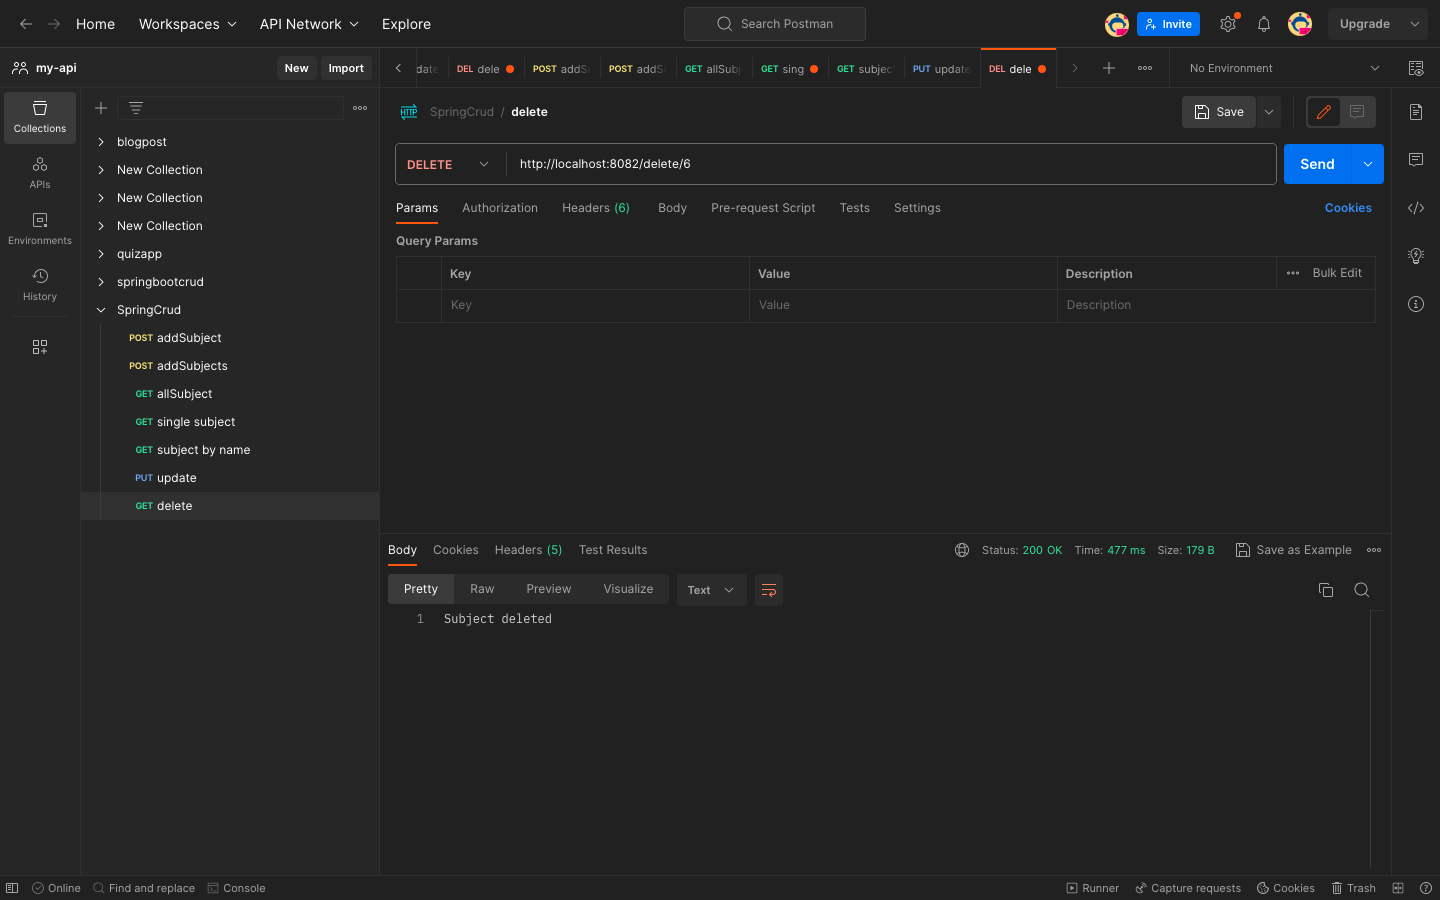 Home Workspaces API Network Explore Search Postman Invite Upgrade
my-api New Import
DEL dele POST addS POST addS GET allSubj GET sing GET subjec PUT update DEL dele No Environment
Collections
APIs
Environments
History
blogpost
New Collection
New Collection
New Collection
quizapp
springbootcrud
SpringCrud
POST addSubject
POST addSubjects
GET allSubject
GET single subject
GET subject by name
PUT update
GET delete
HTTP SpringCrud / delete Save
DELETE http://localhost:8082/delete/6 Send
Params Authorization Headers (6) Body Pre-request Script Tests Settings Cookies
Query Params
Key Value Description Bulk Edit
Key Value Description
Body Cookies Headers (5) Test Results Status: 200 OK Time: 477 ms Size: 179 B Save as Example
Pretty Raw Preview Visualize Text
1 Subject deleted
Online Find and replace Console Runner Capture requests Cookies Trash